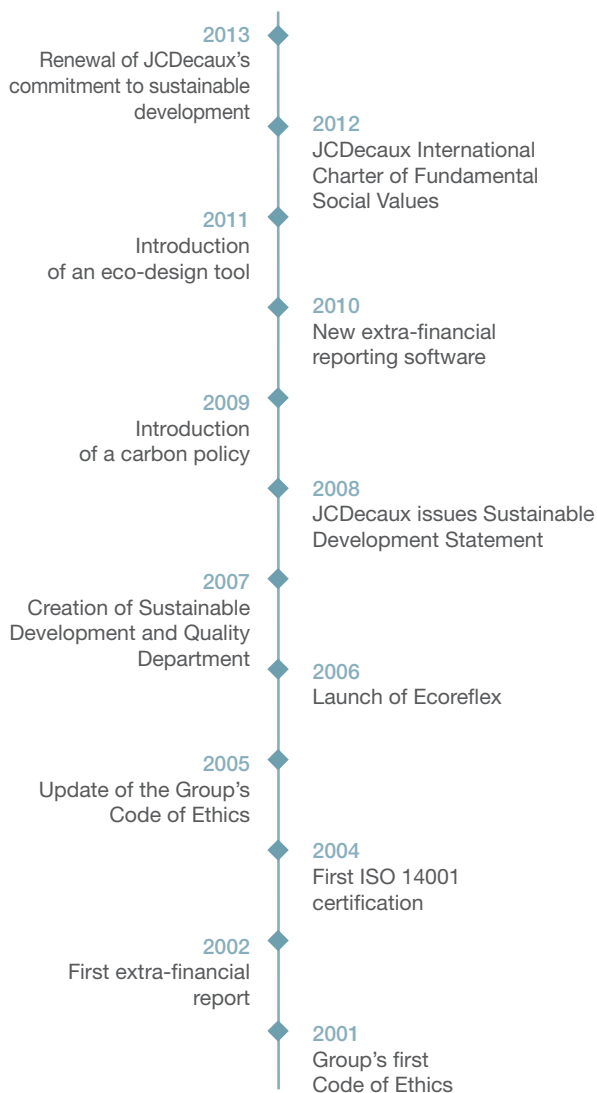 2013
Renewal of JCDecaux's
commitment to sustainable
development
2012
JCDecaux International
Charter of Fundamental
Social Values
2011
Introduction
of an eco-design tool
2010
New extra-financial
reporting software
2009
Introduction
of a carbon policy
2008
JCDecaux issues Sustainable
Development Statement
2007
Creation of Sustainable
Development and Quality
Department
2006
Launch of Ecoreflex
2005
Update of the Group's
Code of Ethics
2004
First ISO 14001
certification
2002
First extra-financial
report
2001
Group's first
Code of Ethics